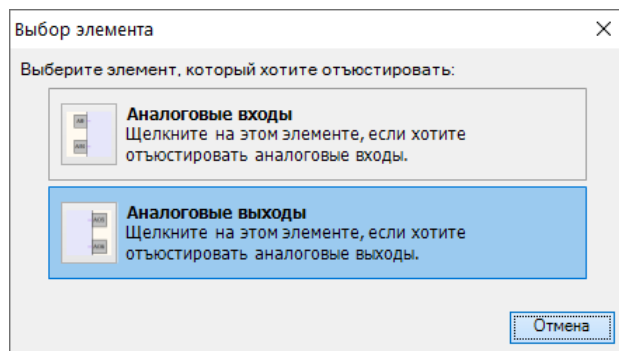 Выбор элемента
Выберите элемент, который хотите отъюстировать:
Аналоговые входы
Щелкните на этом элементе, если хотите
отъюстировать аналоговые входы.
Аналоговые выходы
Щелкните на этом элементе, если хотите
отъюстировать аналоговые выходы.
Отмена